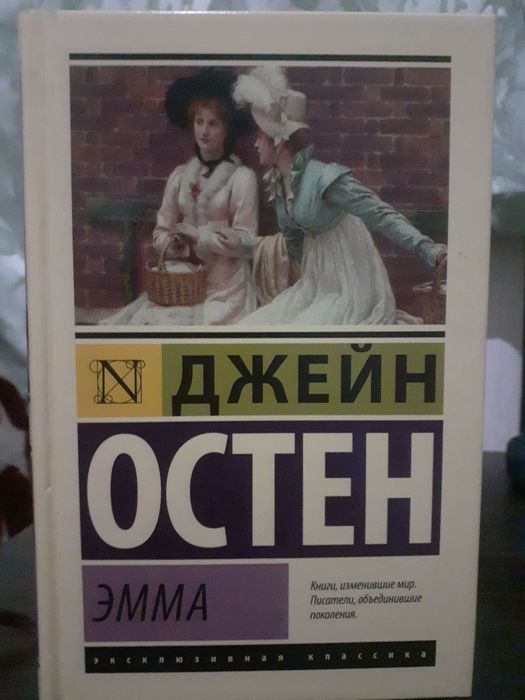 N
ДЖЕЙН
ОСТЕН
ЭММА
Книги, изменившие мир.
Писатели, объединившие
поколения.
эксклюзивная классика